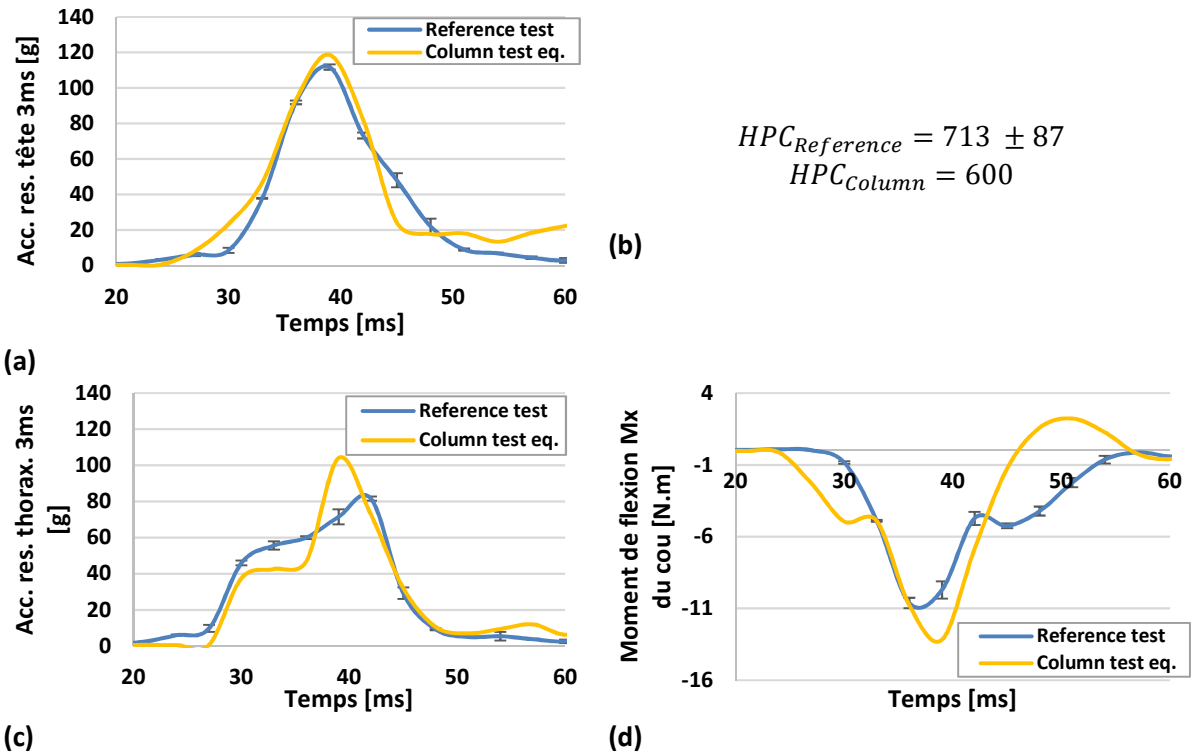 140
120
100
80
60
40
20
0
Acc. res. tête 3ms [g]
Reference test
Column test eq.
20 30 40 50 60
Temps [ms]
(a)
HPC_Reference = 713 ± 87
HPC_Column = 600
(b)
140
120
100
80
60
40
20
0
Acc. res. thorax. 3ms
[g]
Reference test
Column test eq.
20 30 40 50 60
Temps [ms]
(c)
4
-1
-6
-11
-16
Moment de flexion Mx
du cou [N.m]
20 30 40 50 60
Reference test
Column test eq.
Temps [ms]
(d)